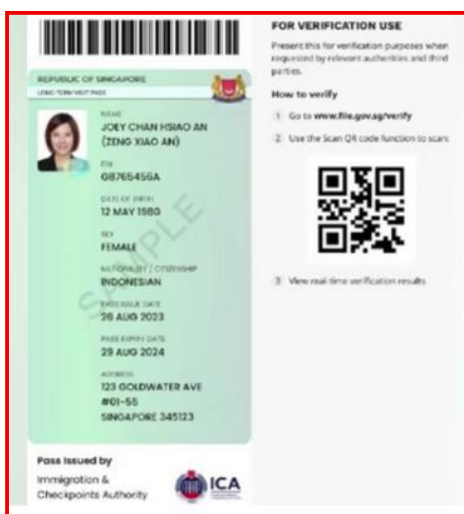 REPUBLIC OF SINGAPORE
LONG TERM VISIT PASS
NAME
JOEY CHAN HSIAO AN
(ZENG XIAO AN)
FIN
G8765456A
DATE OF BIRTH
12 MAY 1980
SEX
FEMALE
NATIONALITY / CITIZENSHIP
INDONESIAN
PASS ISSUE DATE
28 AUG 2023
PASS EXPIRY DATE
29 AUG 2024
ADDRESS
123 GOLDWATER AVE
#01-55
SINGAPORE 345123
SAMPLE
Pass Issued by
Immigration &
Checkpoints Authority
ICA
FOR VERIFICATION USE
Present this for verification purposes when
requested by relevant authorities and third
parties.
How to verify
1 Go to www.file.gov.sg/verify
2 Use the Scan QR code function to scan:
3 View real-time verification results